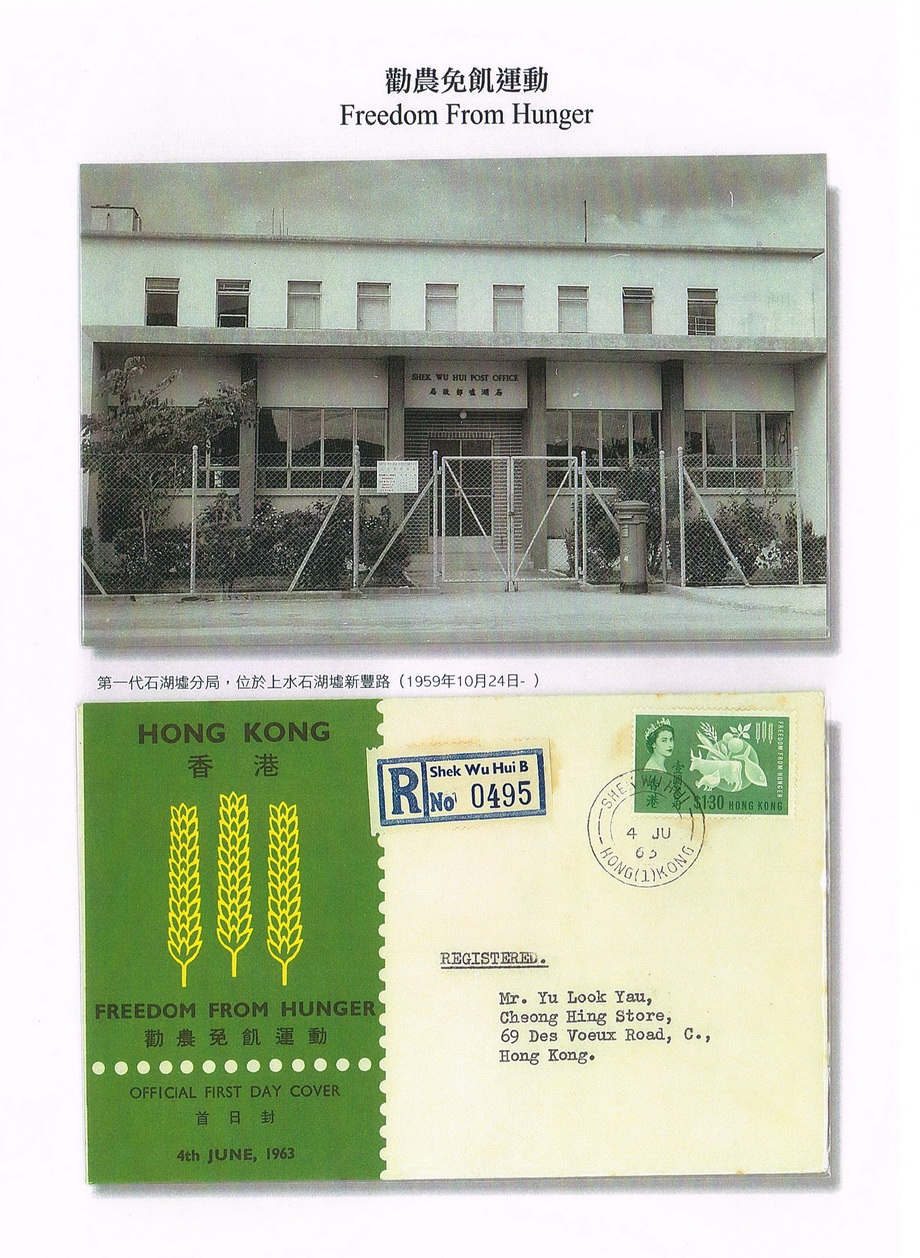 勸農免飢運動
Freedom From Hunger
SHEK WU HUI POST OFFICE
局政郵墟湖石
第一代石湖墟分局，位於上水石湖墟新豐路（1959年10月24日- ）
HONG KONG
香 港
FREEDOM FROM HUNGER
勸農免飢運動
OFFICIAL FIRST DAY COVER
首日封
4th JUNE, 1963
R
Shek Wu Hui B
No 0495
FREEDOM FROM HUNGER
香港
$1.30 HONG KONG
SHEK WU HUI
4 JU
63
HONG (1) KONG
REGISTERED.
Mr. Yu Look Yau,
Cheong Hing Store,
69 Des Voeux Road, C.,
Hong Kong.